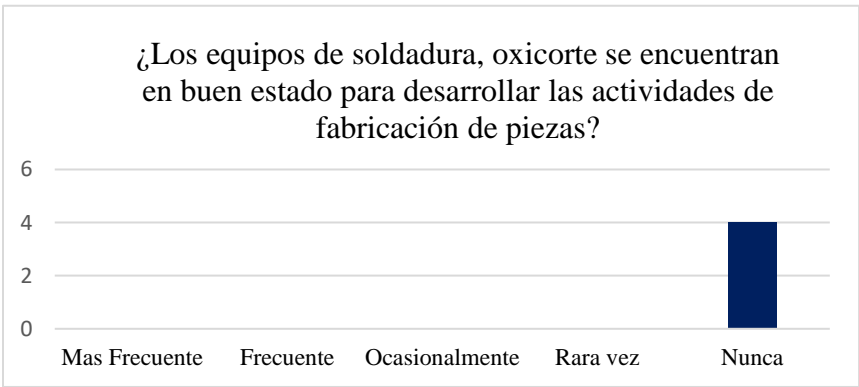 ¿Los equipos de soldadura, oxicorte se encuentran
en buen estado para desarrollar las actividades de
fabricación de piezas?
6
4
2
0
Mas Frecuente Frecuente Ocasionalmente Rara vez Nunca